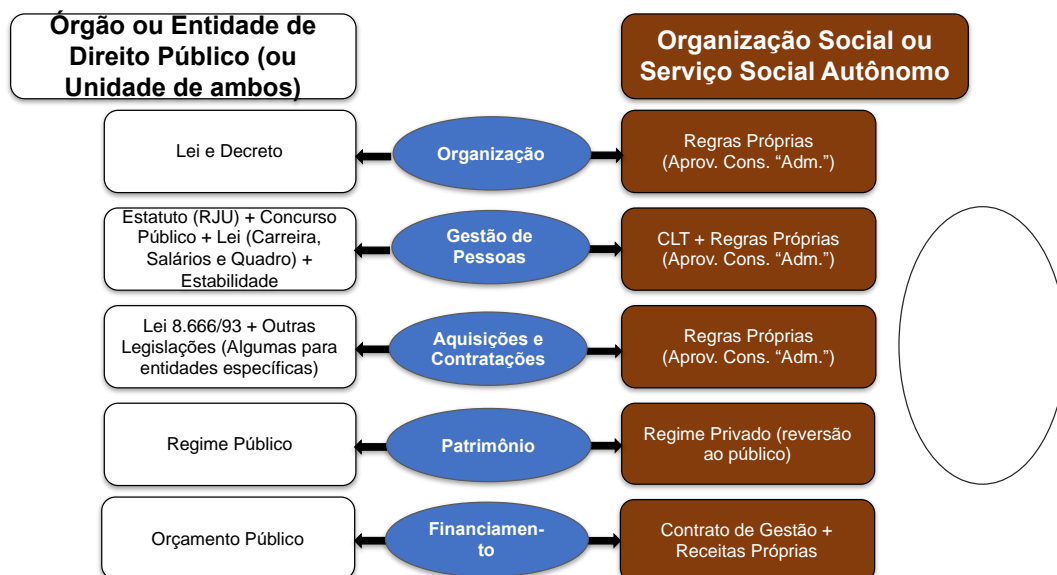 Órgão ou Entidade de
Direito Público (ou
Unidade de ambos)
Organização Social ou
Serviço Social Autônomo
Lei e Decreto
Organização
Regras Próprias
(Aprov. Cons. “Adm.”)
Estatuto (RJU) + Concurso
Público + Lei (Carreira,
Salários e Quadro) +
Estabilidade
Gestão de
Pessoas
CLT + Regras Próprias
(Aprov. Cons. “Adm.”)
Lei 8.666/93 + Outras
Legislações (Algumas para
entidades específicas)
Aquisições e
Contratações
Regras Próprias
(Aprov. Cons. “Adm.”)
Regime Público
Patrimônio
Regime Privado (reversão
ao público)
Orçamento Público
Financiamen-
to
Contrato de Gestão +
Receitas Próprias